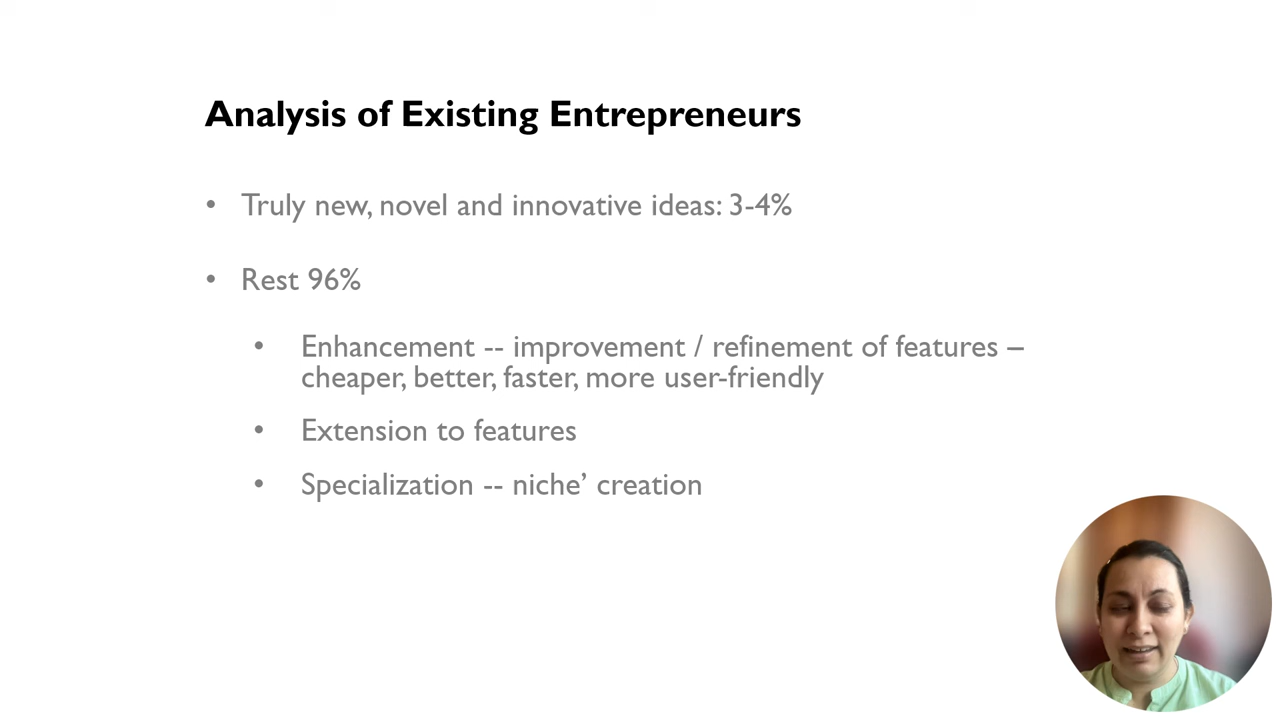 Analysis of Existing Entrepreneurs
• Truly new, novel and innovative ideas: 3-4%
• Rest 96%
• Enhancement -- improvement / refinement of features –
cheaper, better, faster, more user-friendly
• Extension to features
• Specialization -- niche’ creation